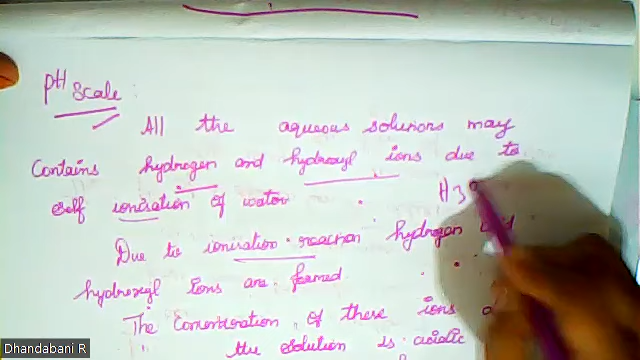 pH Scale :
All the aqueous solutions may
Contains hydrogen and hydroxyl ions due to
self ionisation of water
H3
Due to ionisation reaction hydrogen
hydroxyl Ions are formed
The Concentration of these ions
the solution is acidic
Dhandabani R